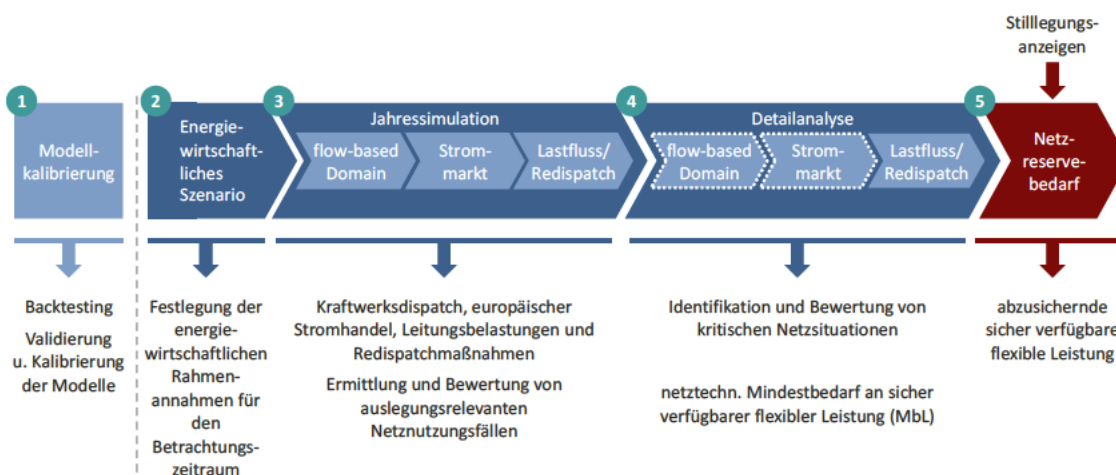 Stilllegungs-
anzeigen
1
Modell-
kalibrierung
2
Energie-
wirtschaft-
liches
Szenario
3
Jahressimulation
flow-based
Domain
Strom-
markt
Lastfluss/
Redispatch
4
Detailanalyse
flow-based
Domain
Strom-
markt
Lastfluss/
Redispatch
5
Netz-
reserve-
bedarf
Backtesting
Validierung
u. Kalibrierung
der Modelle
Festlegung der
energie-
wirtschaftlichen
Rahmen-
annahmen für
den
Betrachtungs-
zeitraum
Kraftwerksdispatch, europäischer
Stromhandel, Leitungsbelastungen und
Redispatchmaßnahmen
Ermittlung und Bewertung von
auslegungsrelevanten
Netznutzungsfällen
Identifikation und Bewertung von
kritischen Netzsituationen
netztechn. Mindestbedarf an sicher
verfügbarer flexibler Leistung (MbL)
abzusichernde
sicher verfügbare
flexible Leistung